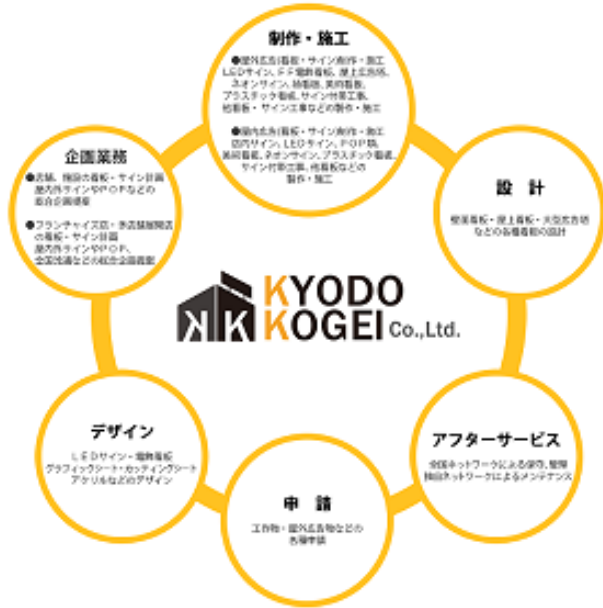 制作・施工
●屋外広告(看板・サイン)制作・施工
LEDサイン、FF電飾看板、屋上広告塔、
ネオンサイン、袖看板、美術看板、
プラスチック看板、サイン付帯工事、
他看板・サイン工事などの製作・施工
●屋内広告(看板・サイン)制作・施工
店内サイン、LEDサイン、POP類、
美術看板、ネオンサイン、プラスチック看板、
サイン付帯工事、他看板などの
製作・施工
企画業務
●店舗、施設の看板・サイン計画
屋内外サインやPOPなどの
総合企画提案
●フランチャイズ店・多店舗展開店
の看板・サイン計画
屋内外サインやPOP、
全国流通などの総合企画提案
設計
壁面看板・屋上看板・大型広告塔
などの各種看板の設計
KYODO
KOGEI Co.,Ltd.
デザイン
LEDサイン・電飾看板
グラフィックシート・カッティングシート
アクリルなどのデザイン
アフターサービス
全国ネットワークによる保守、管理
独自ネットワークによるメンテナンス
申請
工作物・屋外広告物などの
各種申請